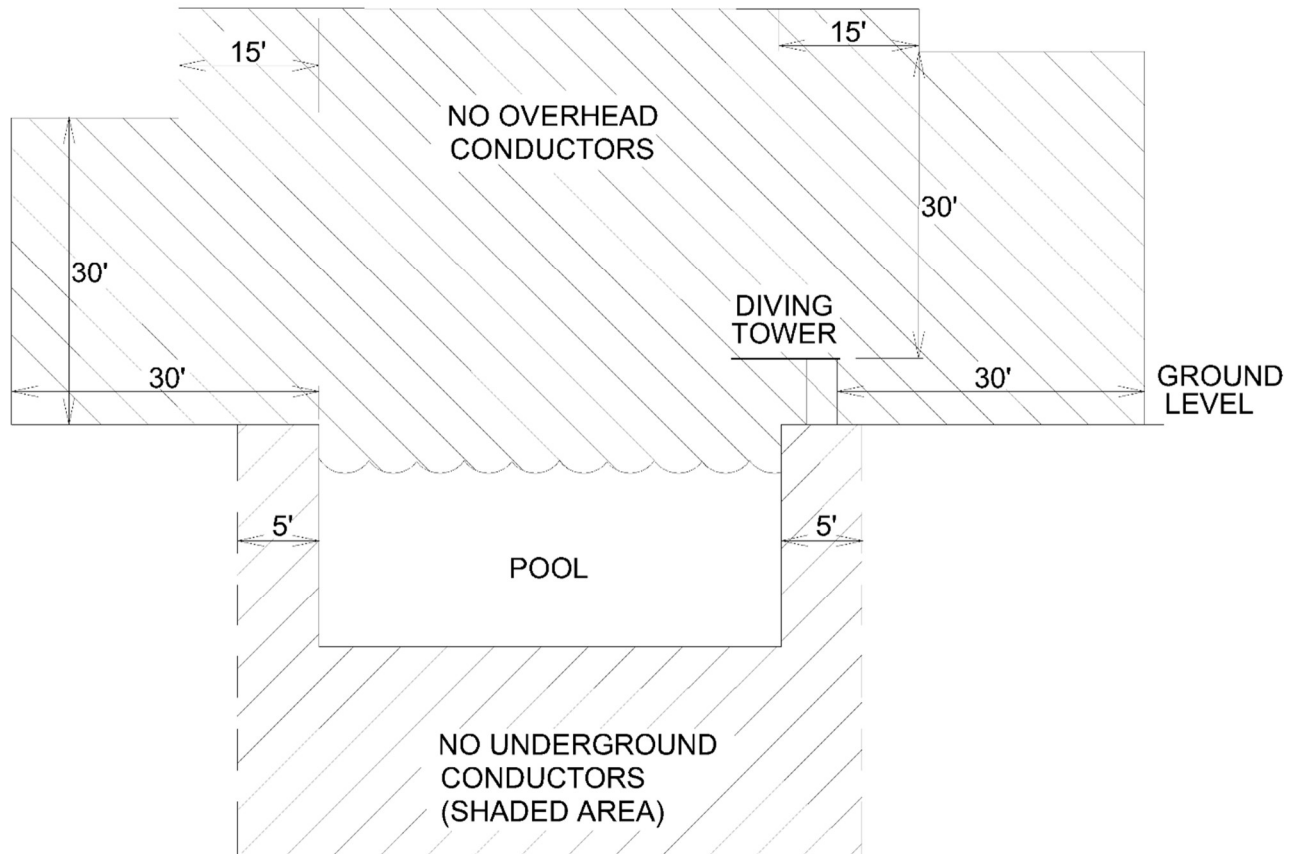 15'
15'
NO OVERHEAD
CONDUCTORS
30'
30'
DIVING
TOWER
30'
30'
GROUND
LEVEL
5'
5'
POOL
NO UNDERGROUND
CONDUCTORS
(SHADED AREA)